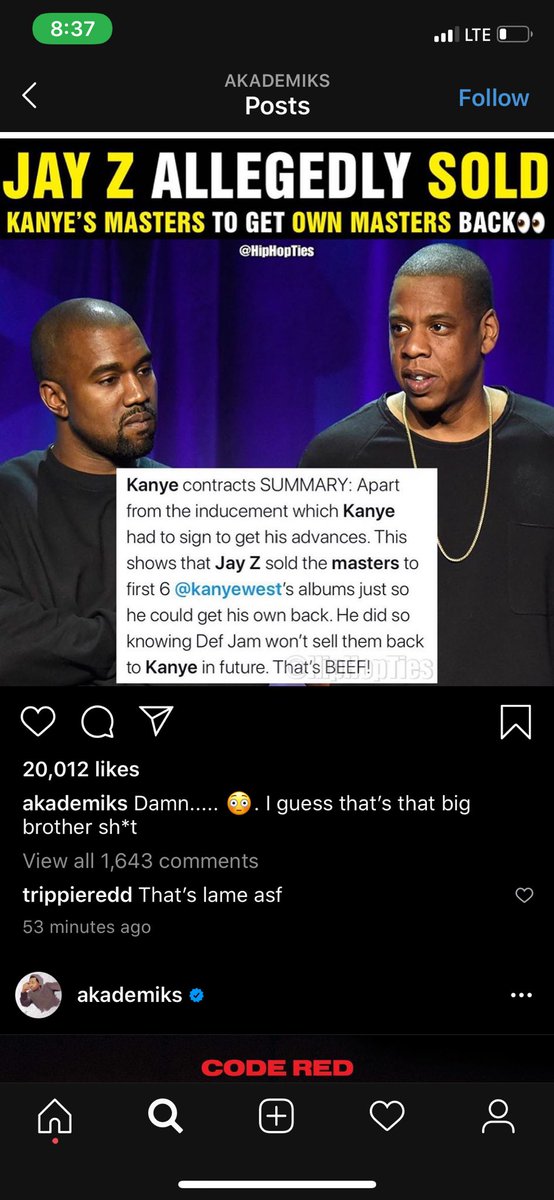 8:37
LTE
AKADEMIKS
Posts
Follow
JAY Z ALLEGEDLY SOLD
KANYE'S MASTERS TO GET OWN MASTERS BACK👀
@HipHopTies
Kanye contracts SUMMARY: Apart
from the inducement which Kanye
had to sign to get his advances. This
shows that Jay Z sold the masters to
first 6 @kanyewest's albums just so
he could get his own back. He did so
knowing Def Jam won't sell them back
to Kanye in future. That's BEEF!
@HipHopTies
20,012 likes
akademiks Damn..... 😳. I guess that's that big
brother sh*t
View all 1,643 comments
trippieredd That's lame asf
53 minutes ago
akademiks
CODE RED